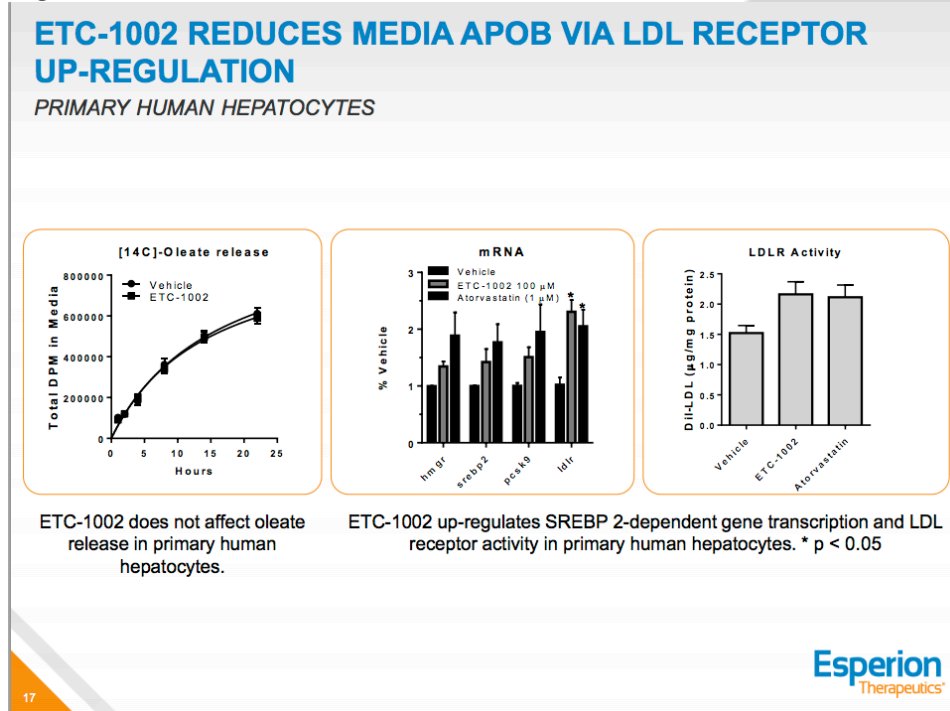 ETC-1002 REDUCES MEDIA APOB VIA LDL RECEPTOR
UP-REGULATION
PRIMARY HUMAN HEPATOCYTES
[14C]-Oleate release
Total DPM in Media
800000
600000
400000
200000
0
Vehicle
ETC-1002
0 5 10 15 20 25
Hours
mRNA
% Vehicle
3
2
1
0
Vehicle
ETC-1002 100 μM
Atorvastatin (1 μM)
* *
hmgr srebp2 pcsk9 ldlr
LDLR Activity
Dil-LDL (μg/mg protein)
2.5
2.0
1.5
1.0
0.5
0.0
Vehicle ETC-1002 Atorvastatin
ETC-1002 does not affect oleate
release in primary human
hepatocytes.
ETC-1002 up-regulates SREBP 2-dependent gene transcription and LDL
receptor activity in primary human hepatocytes. * p < 0.05
Esperion
Therapeutics
17